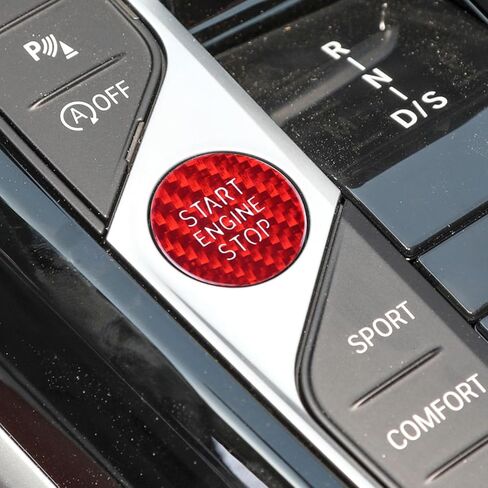 P
A OFF
R
N
N
D/S
START
ENGINE
STOP
SPORT
COMFORT